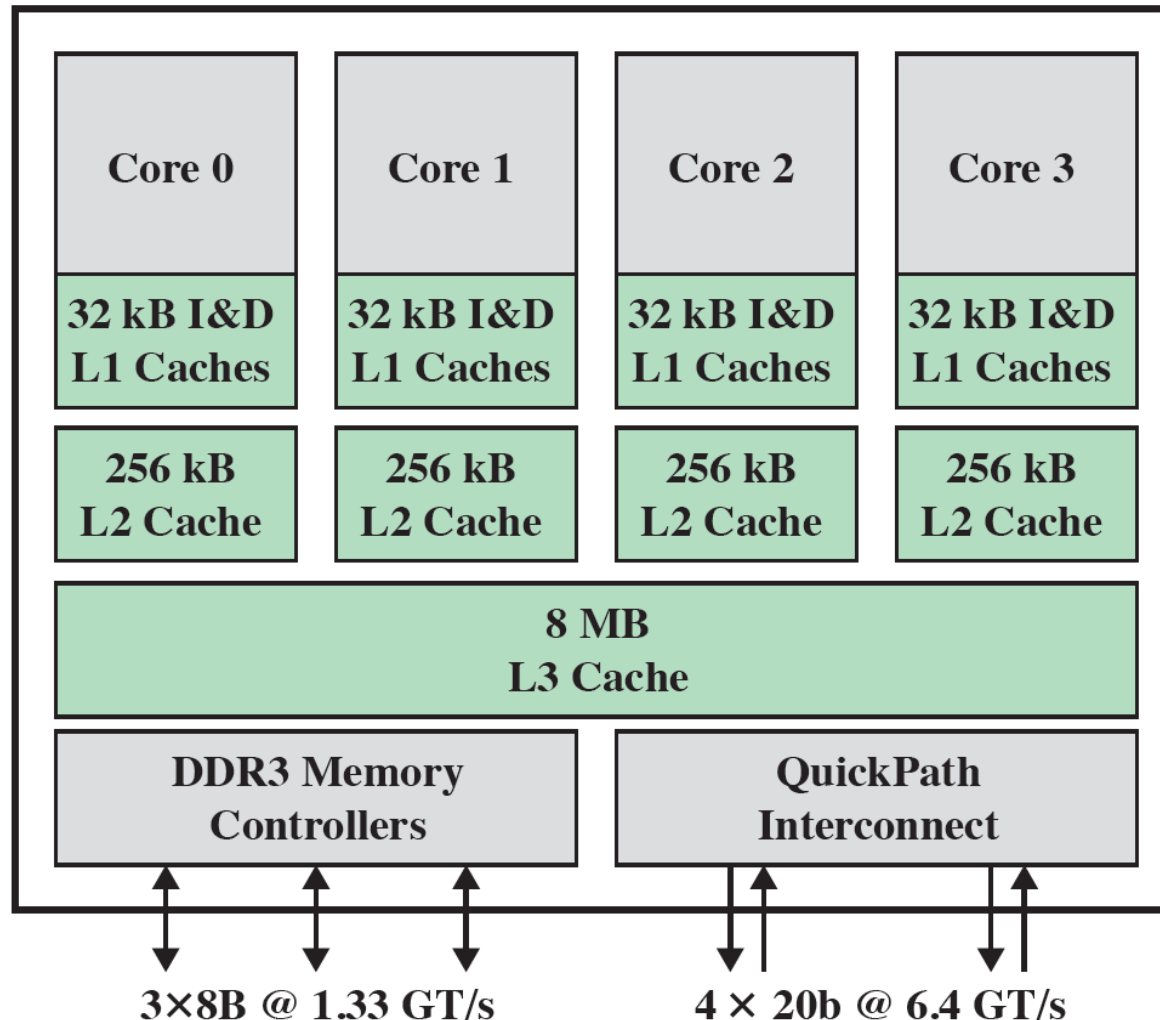 Core 0
Core 1
Core 2
Core 3
32 kB I&D
L1 Caches
32 kB I&D
L1 Caches
32 kB I&D
L1 Caches
32 kB I&D
L1 Caches
256 kB
L2 Cache
256 kB
L2 Cache
256 kB
L2 Cache
256 kB
L2 Cache
8 MB
L3 Cache
DDR3 Memory
Controllers
QuickPath
Interconnect
3×8B @ 1.33 GT/s
4 × 20b @ 6.4 GT/s